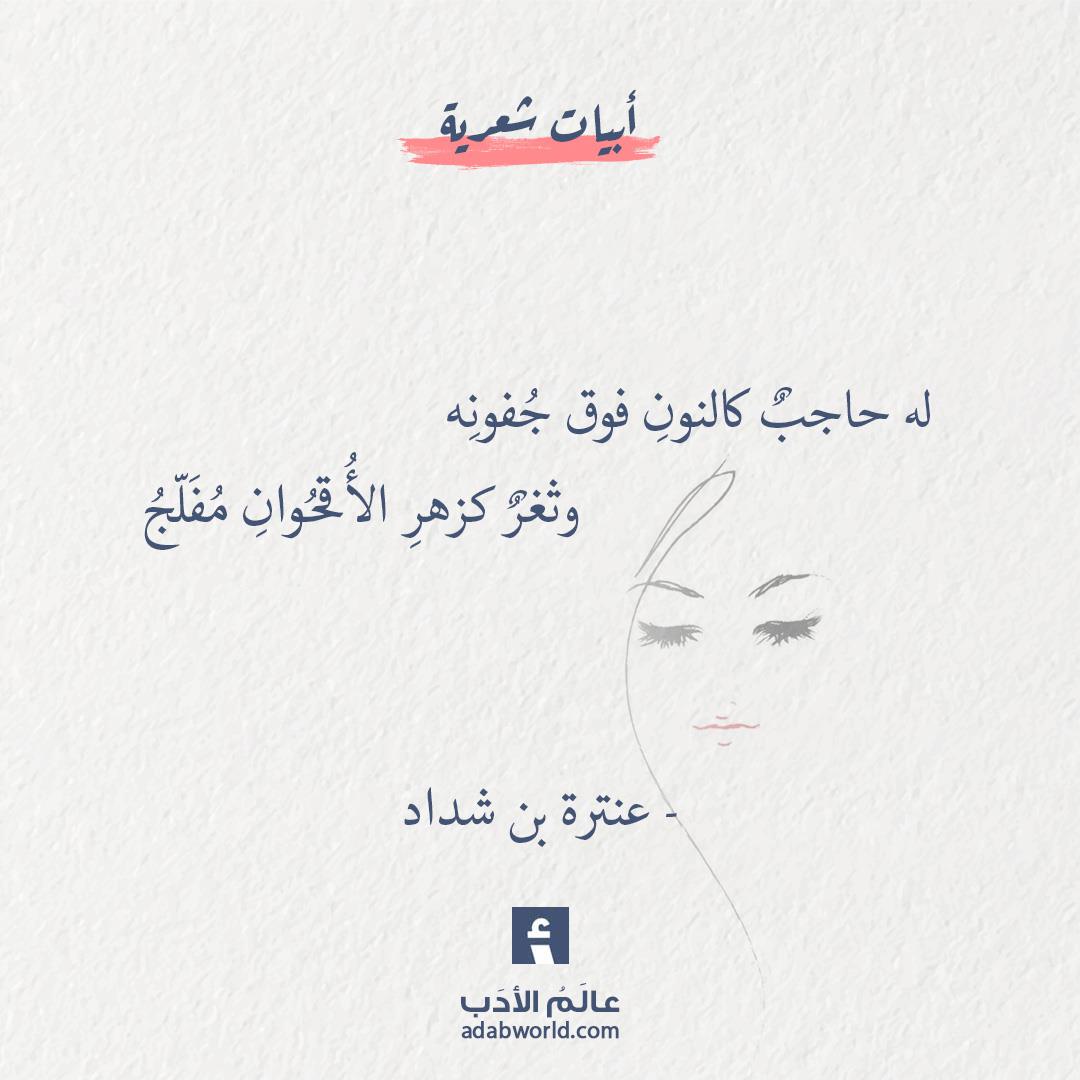 أبيات شعرية
له حاجبٌ كالنونِ فوق جُفونِه
وثغرٌ كزهرِ الأُقحُوانِ مُفَلّجُ
- عنترة بن شداد
أ
عالَمُ الأدَب
adabworld.com